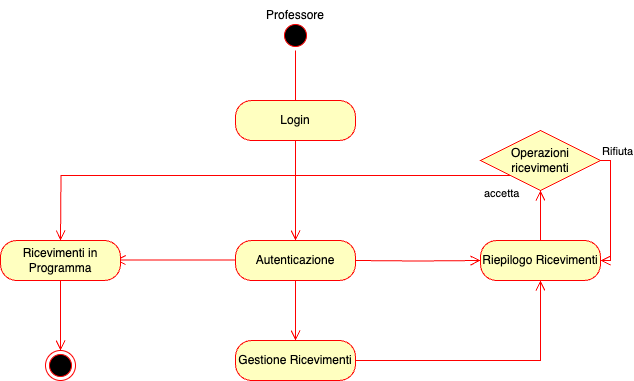 Professore
Login
Operazioni
ricevimenti
Rifiuta
accetta
Ricevimenti in
Programma
Autenticazione
Riepilogo Ricevimenti
Gestione Ricevimenti